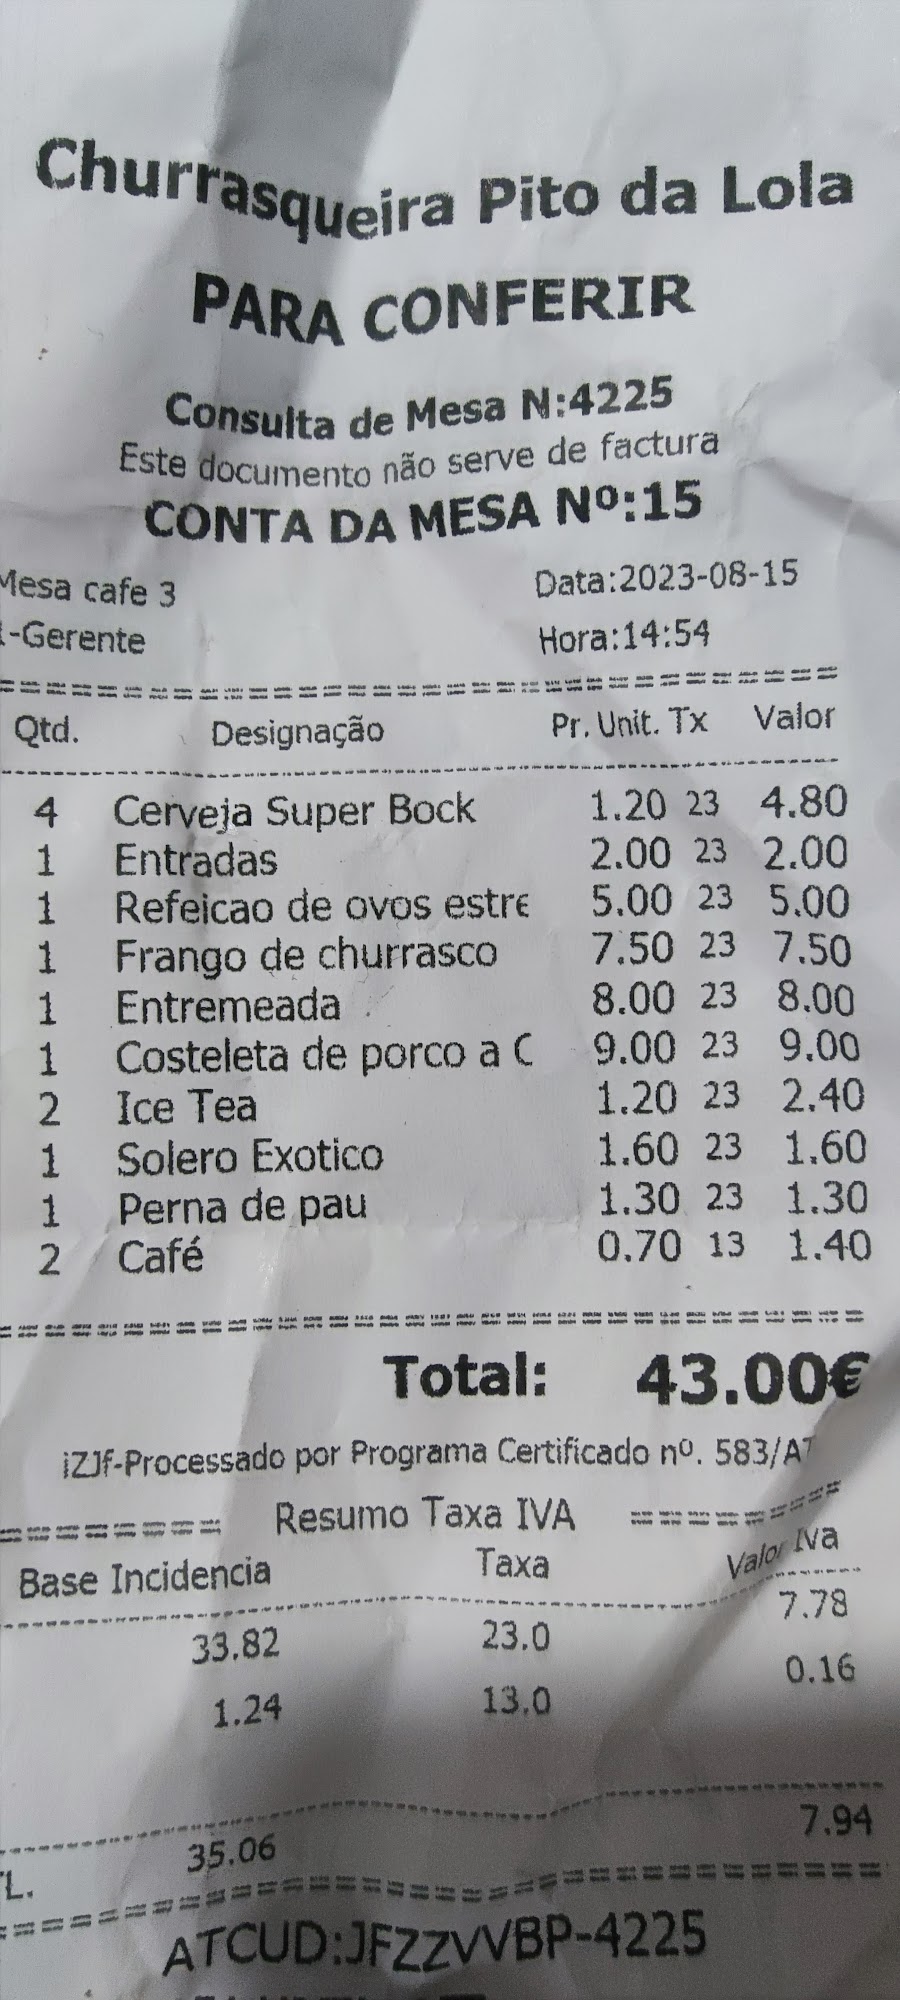 Churrasqueira Pito da Lola
PARA CONFERIR
Consulta de Mesa N:4225
Este documento não serve de factura
CONTA DA MESA Nº:15
Mesa cafe 3 Data:2023-08-15
-Gerente Hora:14:54
Qtd. Designação Pr. Unit. Tx Valor
4 Cerveja Super Bock 1.20 23 4.80
1 Entradas 2.00 23 2.00
1 Refeicao de ovos estre 5.00 23 5.00
1 Frango de churrasco 7.50 23 7.50
1 Entremeada 8.00 23 8.00
1 Costeleta de porco a C 9.00 23 9.00
2 Ice Tea 1.20 23 2.40
1 Solero Exotico 1.60 23 1.60
1 Perna de pau 1.30 23 1.30
2 Café 0.70 13 1.40
Total: 43.00€
iZJf-Processado por Programa Certificado nº. 583/AT
======== Resumo Taxa IVA ========
Base Incidencia Taxa Valor Iva
33.82 23.0 7.78
1.24 13.0 0.16
L. 35.06 7.94
ATCUD:JFZZVVBP-4225